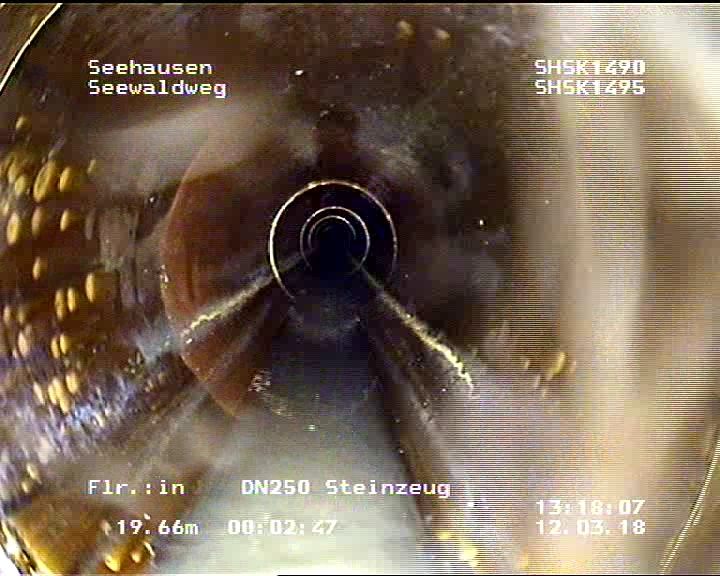 Seehausen
Seewaldweg
SHSK1490
SHSK1495
Flr.:in DN250 Steinzeug
19.66m 00:02:47
13:18:07
12.03.18